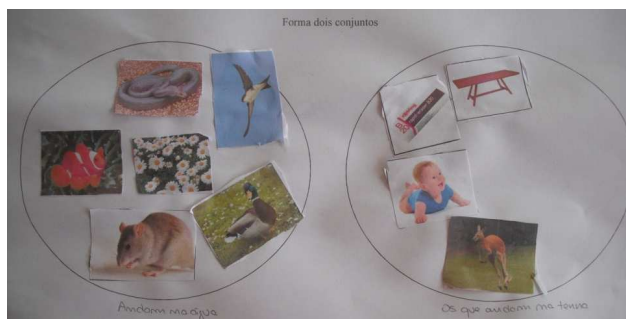 Forma dois conjuntos
Andam na água
Os que andam na terra